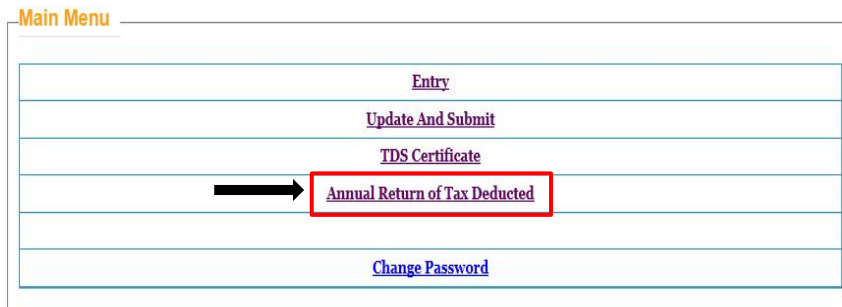 Main Menu
Entry
Update And Submit
TDS Certificate
Annual Return of Tax Deducted
Change Password